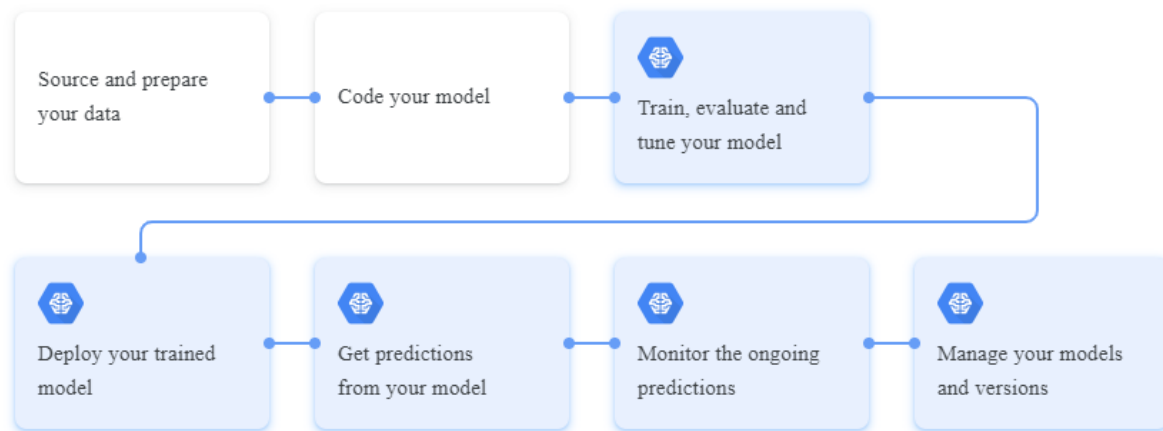 Source and prepare
your data
Code your model
Train, evaluate and
tune your model
Deploy your trained
model
Get predictions
from your model
Monitor the ongoing
predictions
Manage your models
and versions